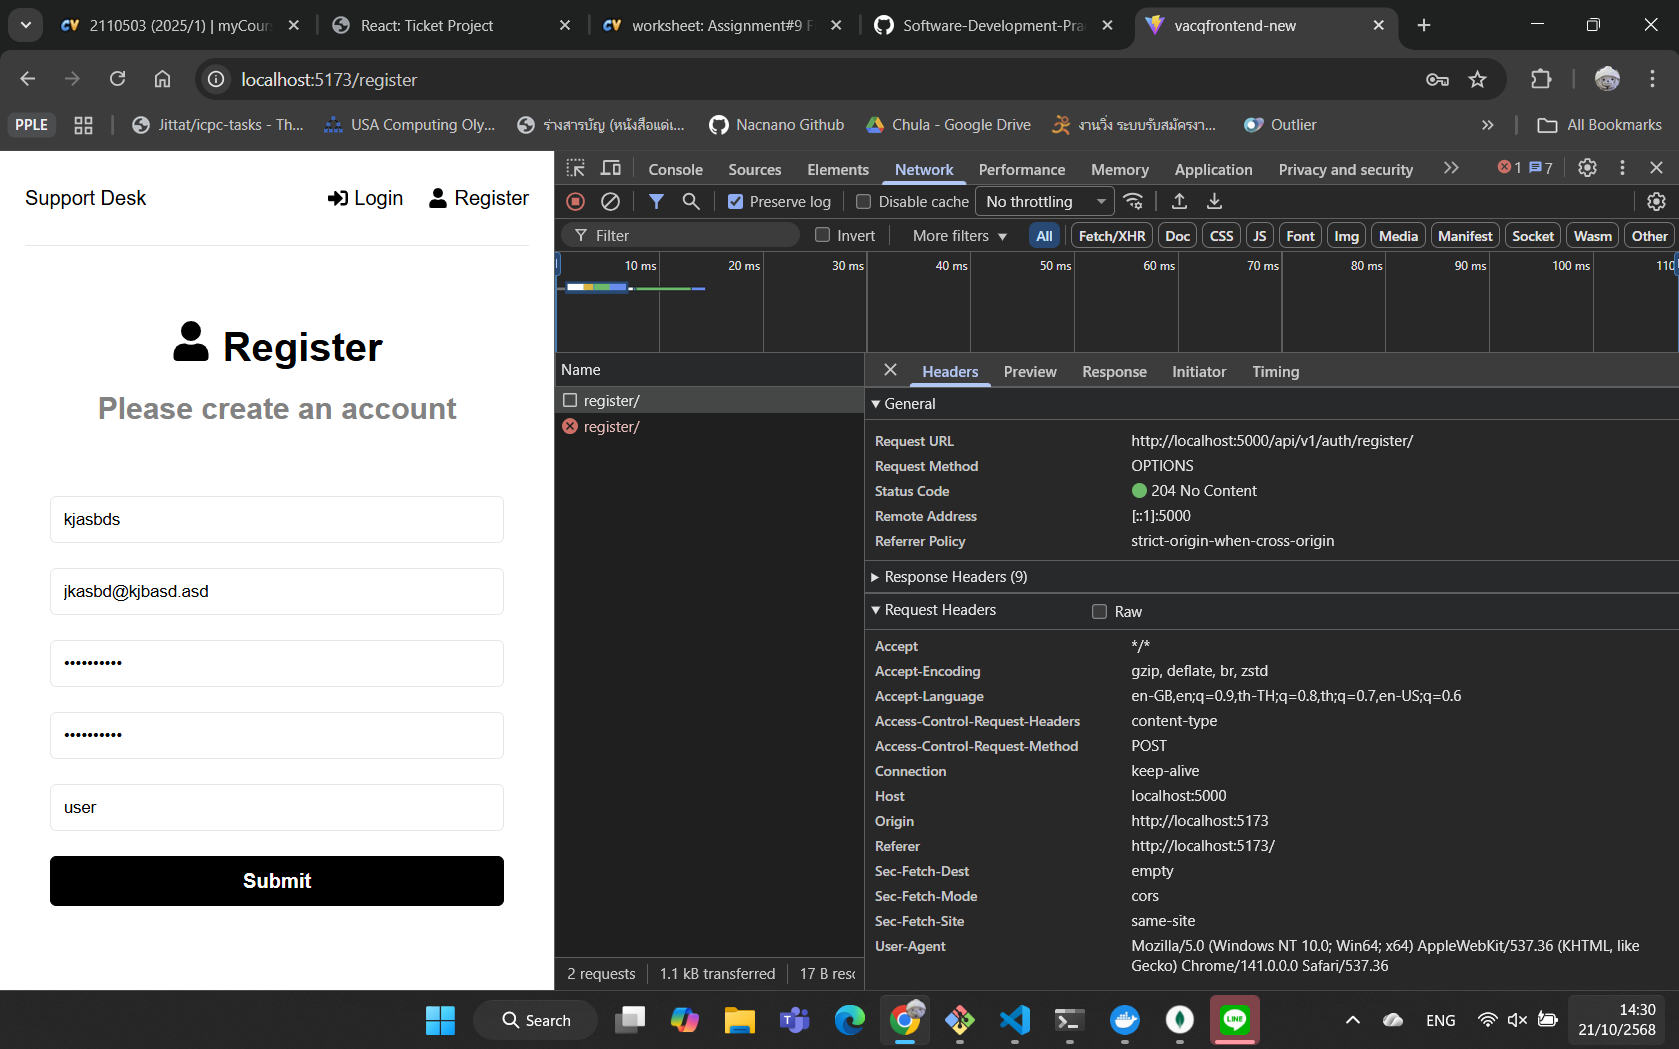 2110503 (2025/1) | myCours
React: Ticket Project
worksheet: Assignment#9 F
Software-Development-Pra
vacqfrontend-new
localhost:5173/register
PPLE
Jittat/icpc-tasks - Th...
USA Computing Oly...
ร่างสารบัญ (หนังสือแด่เ...
Nacnano Github
Chula - Google Drive
งานวิ่ง ระบบรับสมัครงา...
Outlier
All Bookmarks
Support Desk
Login
Register
Register
Please create an account
kjasbds
jkasbd@kjbasd.asd
••••••••••
••••••••••
user
Submit
Console
Sources
Elements
Network
Performance
Memory
Application
Privacy and security
1
7
Preserve log
Disable cache
No throttling
Filter
Invert
More filters
All
Fetch/XHR
Doc
CSS
JS
Font
Img
Media
Manifest
Socket
Wasm
Other
10 ms
20 ms
30 ms
40 ms
50 ms
60 ms
70 ms
80 ms
90 ms
100 ms
110
Name
register/
register/
Headers
Preview
Response
Initiator
Timing
General
Request URL http://localhost:5000/api/v1/auth/register/
Request Method OPTIONS
Status Code 204 No Content
Remote Address [::1]:5000
Referrer Policy strict-origin-when-cross-origin
Response Headers (9)
Request Headers
Raw
Accept */*
Accept-Encoding gzip, deflate, br, zstd
Accept-Language en-GB,en;q=0.9,th-TH;q=0.8,th;q=0.7,en-US;q=0.6
Access-Control-Request-Headers content-type
Access-Control-Request-Method POST
Connection keep-alive
Host localhost:5000
Origin http://localhost:5173
Referer http://localhost:5173/
Sec-Fetch-Dest empty
Sec-Fetch-Mode cors
Sec-Fetch-Site same-site
User-Agent Mozilla/5.0 (Windows NT 10.0; Win64; x64) AppleWebKit/537.36 (KHTML, like
Gecko) Chrome/141.0.0.0 Safari/537.36
2 requests
1.1 kB transferred
17 B resc
Search
ENG
14:30
21/10/2568